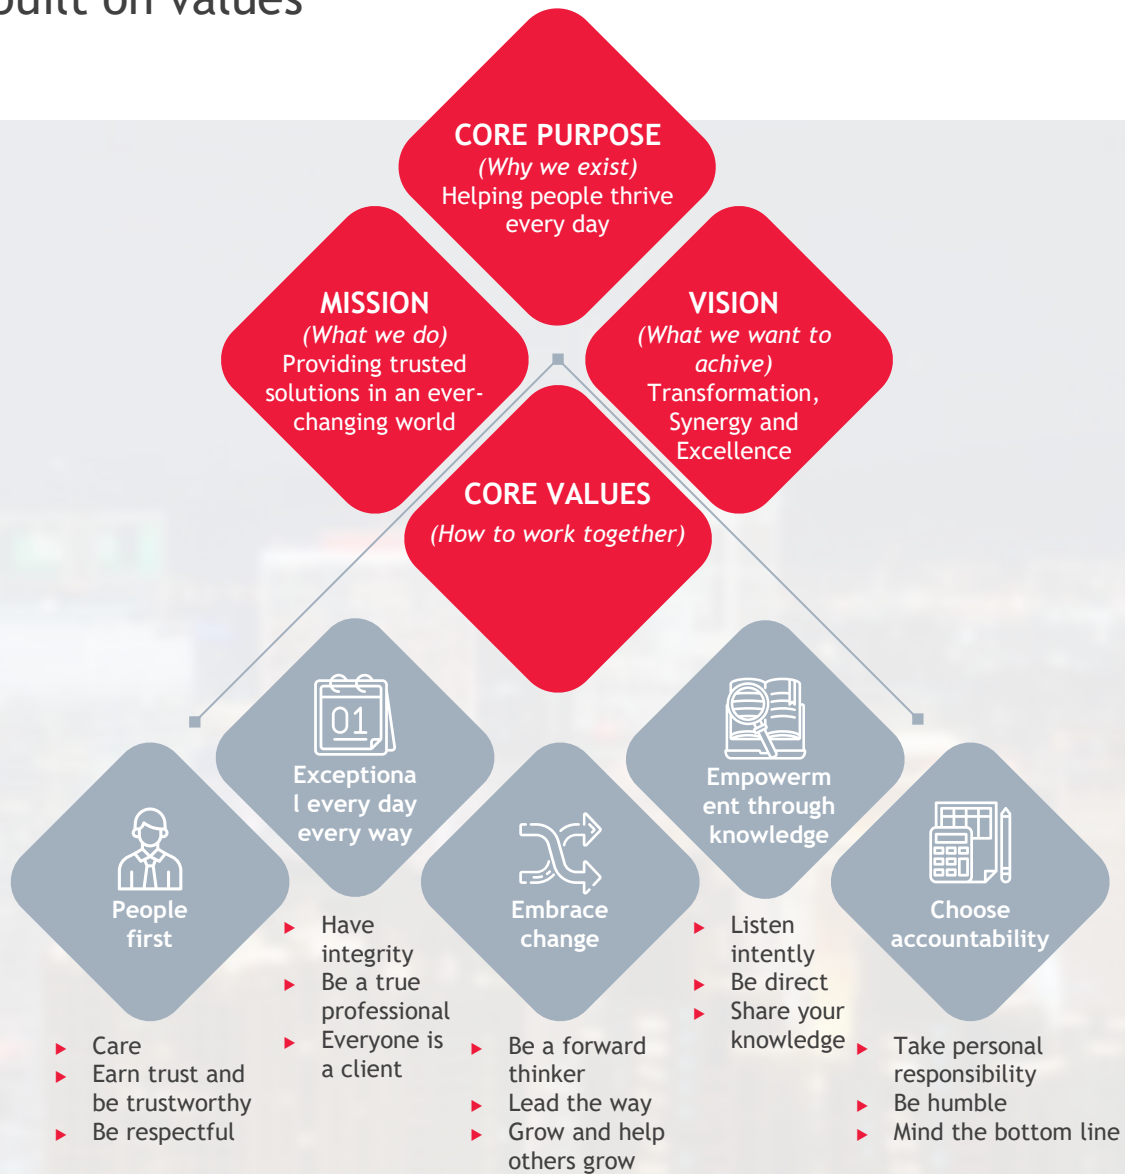 built on values
CORE PURPOSE
(Why we exist)
Helping people thrive
every day
MISSION
(What we do)
Providing trusted
solutions in an ever-
changing world
VISION
(What we want to
achive)
Transformation,
Synergy and
Excellence
CORE VALUES
(How to work together)
People
first
Care
Earn trust and
be trustworthy
Be respectful
01
Exceptiona
l every day
every way
Have
integrity
Be a true
professional
Everyone is
a client
Embrace
change
Be a forward
thinker
Lead the way
Grow and help
others grow
Empowerm
ent through
knowledge
Listen
intently
Be direct
Share your
knowledge
Choose
accountability
Take personal
responsibility
Be humble
Mind the bottom line